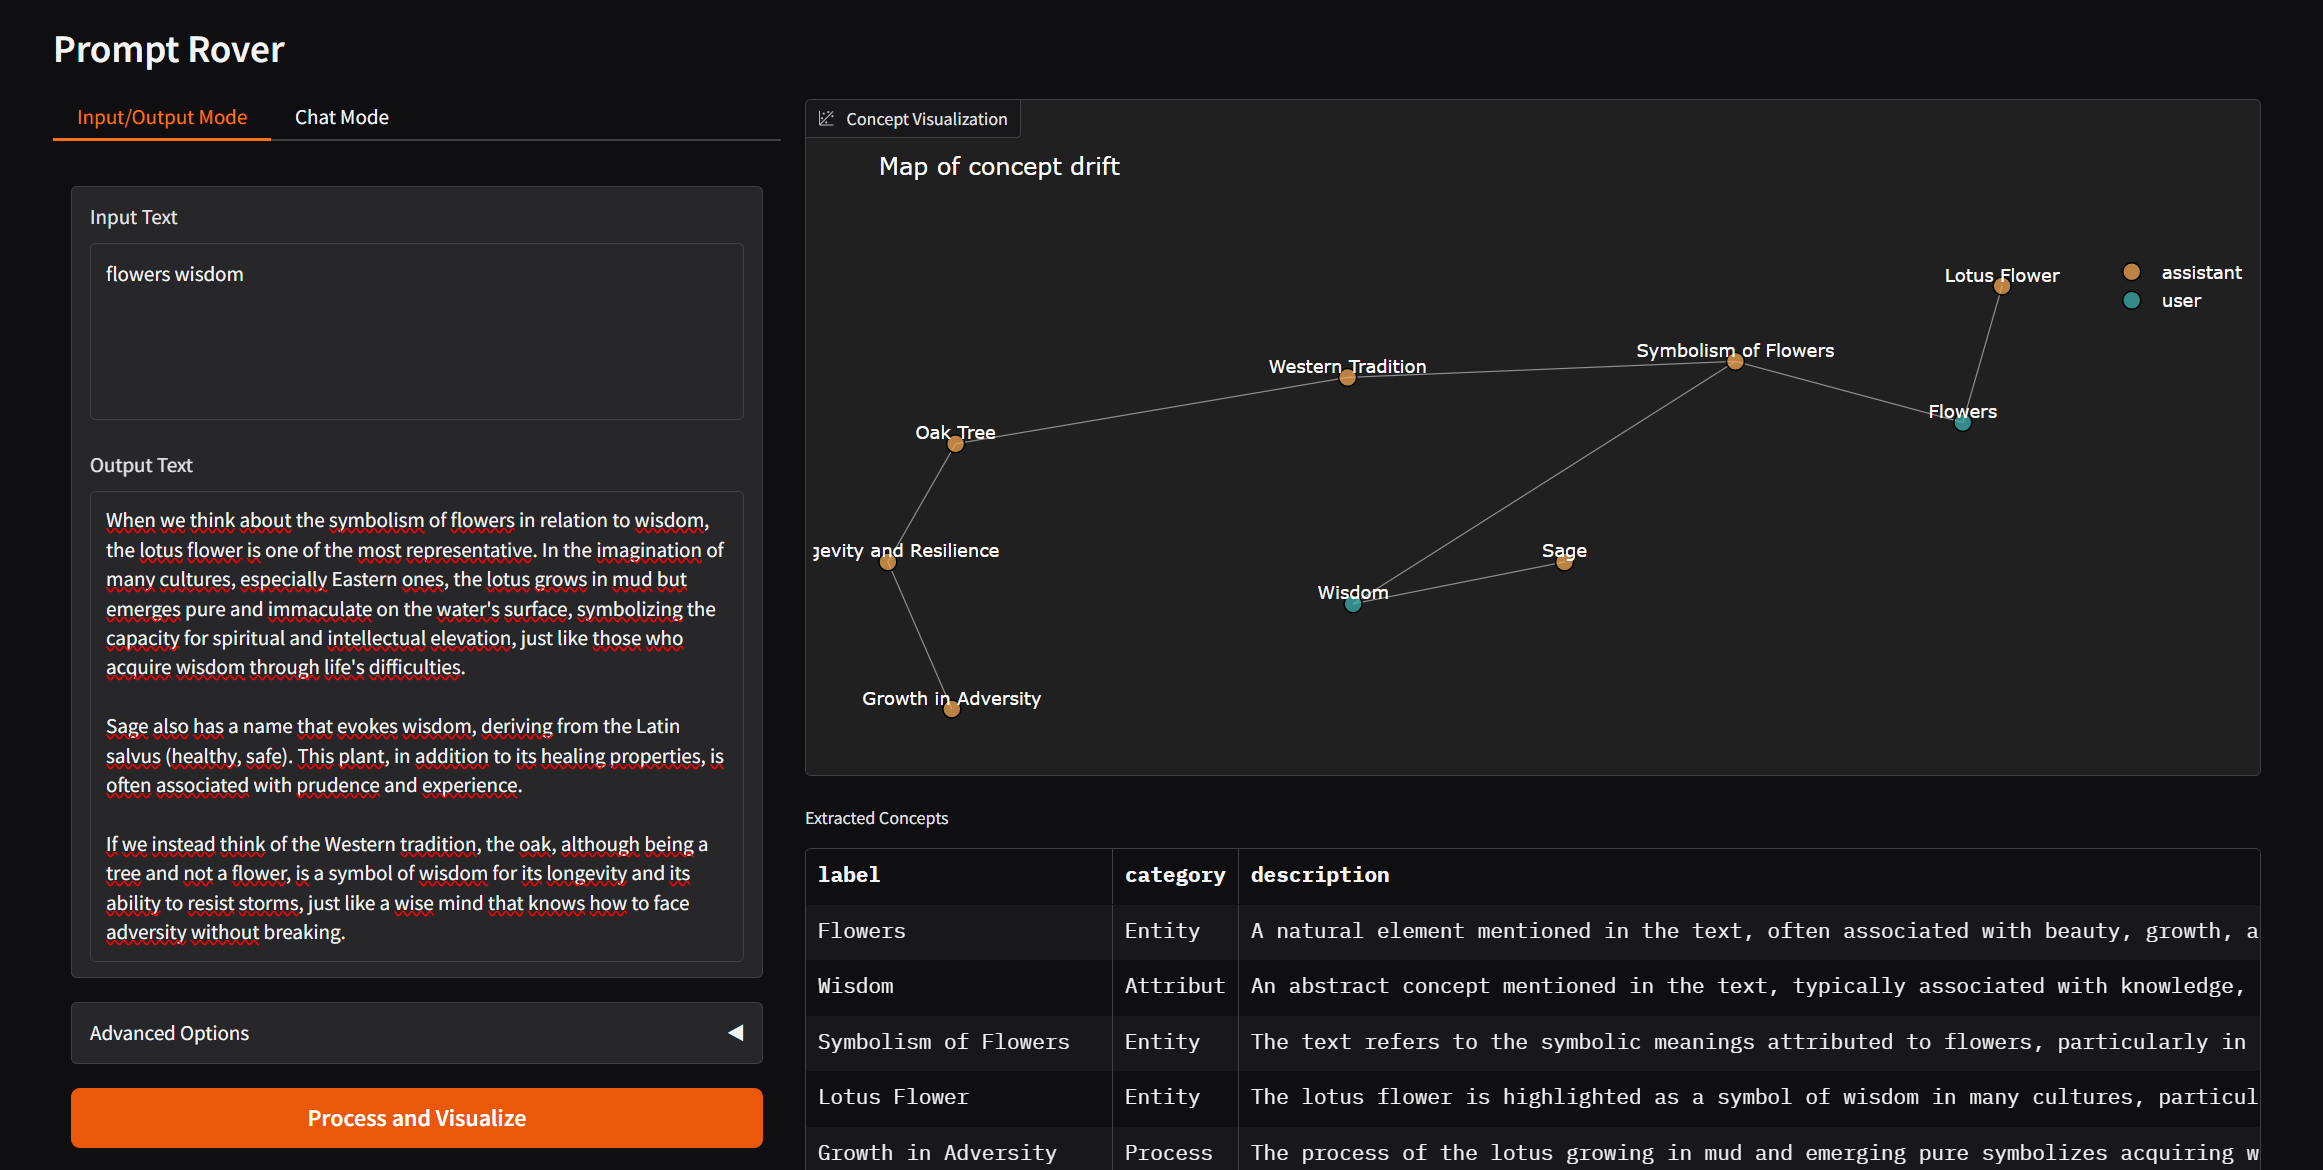 Prompt Rover
Input/Output Mode
Chat Mode
Input Text
flowers wisdom
Output Text
When we think about the symbolism of flowers in relation to wisdom,
the lotus flower is one of the most representative. In the imagination of
many cultures, especially Eastern ones, the lotus grows in mud but
emerges pure and immaculate on the water's surface, symbolizing the
capacity for spiritual and intellectual elevation, just like those who
acquire wisdom through life's difficulties.
Sage also has a name that evokes wisdom, deriving from the Latin
salvus (healthy, safe). This plant, in addition to its healing properties, is
often associated with prudence and experience.
If we instead think of the Western tradition, the oak, although being a
tree and not a flower, is a symbol of wisdom for its longevity and its
ability to resist storms, just like a wise mind that knows how to face
adversity without breaking.
Advanced Options
Process and Visualize
Concept Visualization
Map of concept drift
Lotus Flower
assistant
user
Symbolism of Flowers
Western Tradition
Flowers
Oak Tree
gevity and Resilience
Sage
Wisdom
Growth in Adversity
Extracted Concepts
label category description
Flowers Entity A natural element mentioned in the text, often associated with beauty, growth, a
Wisdom Attribut An abstract concept mentioned in the text, typically associated with knowledge,
Symbolism of Flowers Entity The text refers to the symbolic meanings attributed to flowers, particularly in
Lotus Flower Entity The lotus flower is highlighted as a symbol of wisdom in many cultures, particul
Growth in Adversity Process The process of the lotus growing in mud and emerging pure symbolizes acquiring w